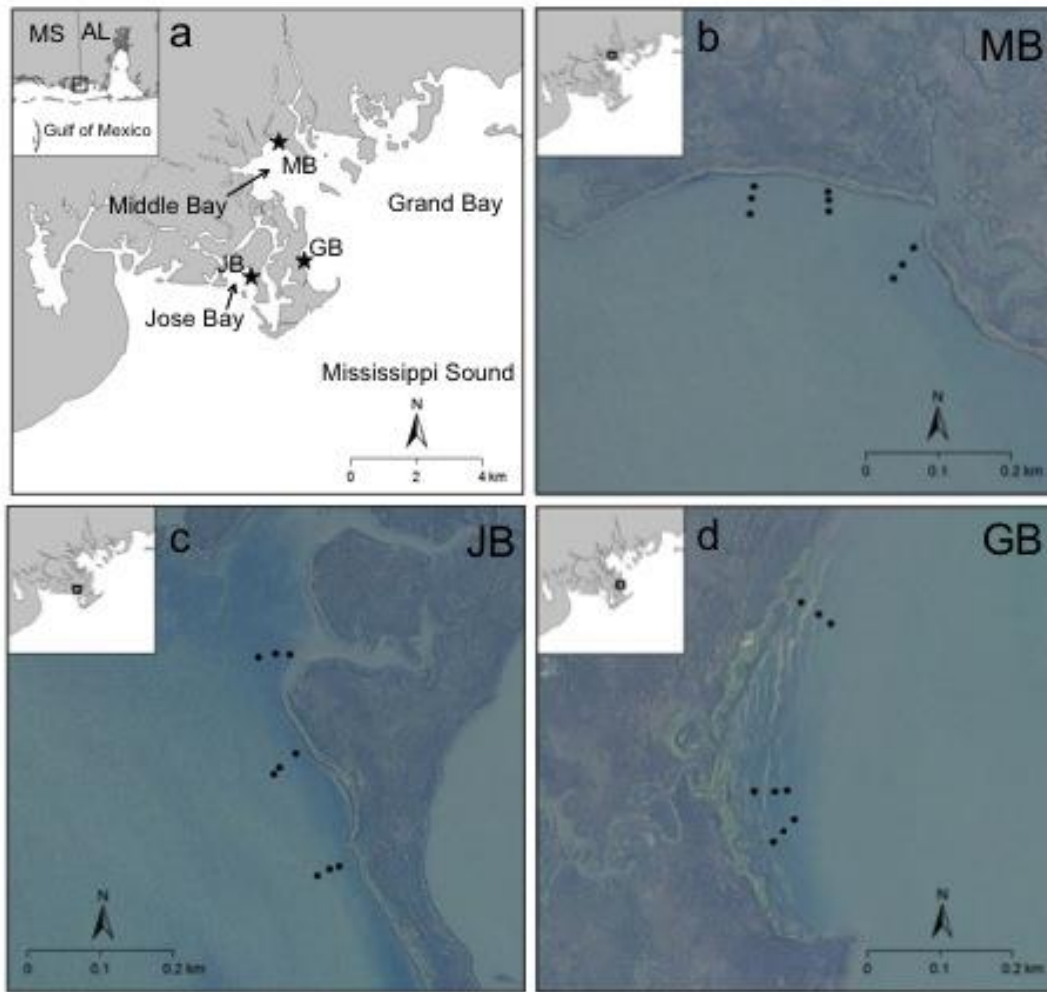 MS AL
Gulf of Mexico
a
MB
Middle Bay
Grand Bay
GB
JB
Jose Bay
Mississippi Sound
N
0 2 4 km
b
MB
N
0 0.1 0.2 km
c
JB
N
0 0.1 0.2 km
d
GB
N
0 0.1 0.2 km